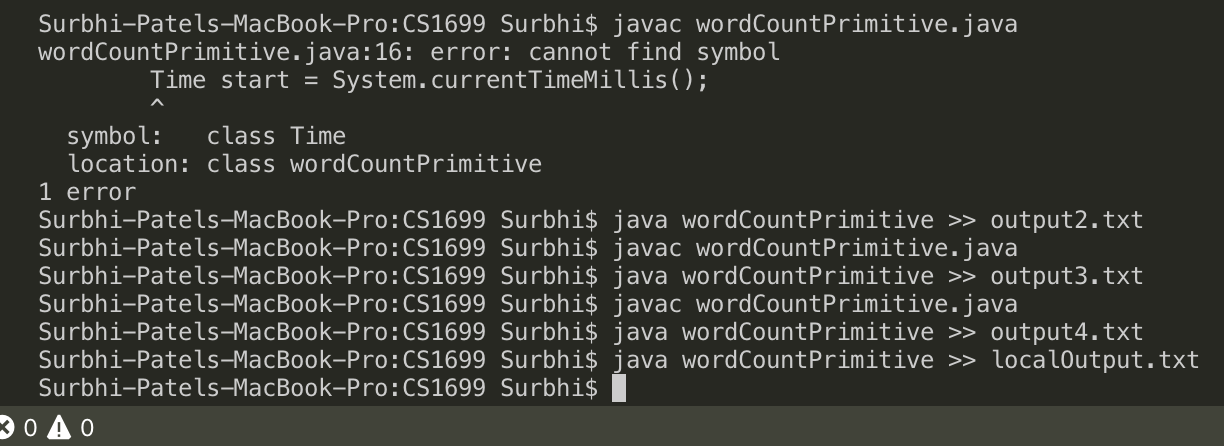 Surbhi-Patels-MacBook-Pro:CS1699 Surbhi$ javac wordCountPrimitive.java
wordCountPrimitive.java:16: error: cannot find symbol
        Time start = System.currentTimeMillis();
        ^
  symbol:   class Time
  location: class wordCountPrimitive
1 error
Surbhi-Patels-MacBook-Pro:CS1699 Surbhi$ java wordCountPrimitive >> output2.txt
Surbhi-Patels-MacBook-Pro:CS1699 Surbhi$ javac wordCountPrimitive.java
Surbhi-Patels-MacBook-Pro:CS1699 Surbhi$ java wordCountPrimitive >> output3.txt
Surbhi-Patels-MacBook-Pro:CS1699 Surbhi$ javac wordCountPrimitive.java
Surbhi-Patels-MacBook-Pro:CS1699 Surbhi$ java wordCountPrimitive >> output4.txt
Surbhi-Patels-MacBook-Pro:CS1699 Surbhi$ java wordCountPrimitive >> localOutput.txt
Surbhi-Patels-MacBook-Pro:CS1699 Surbhi$
0 0